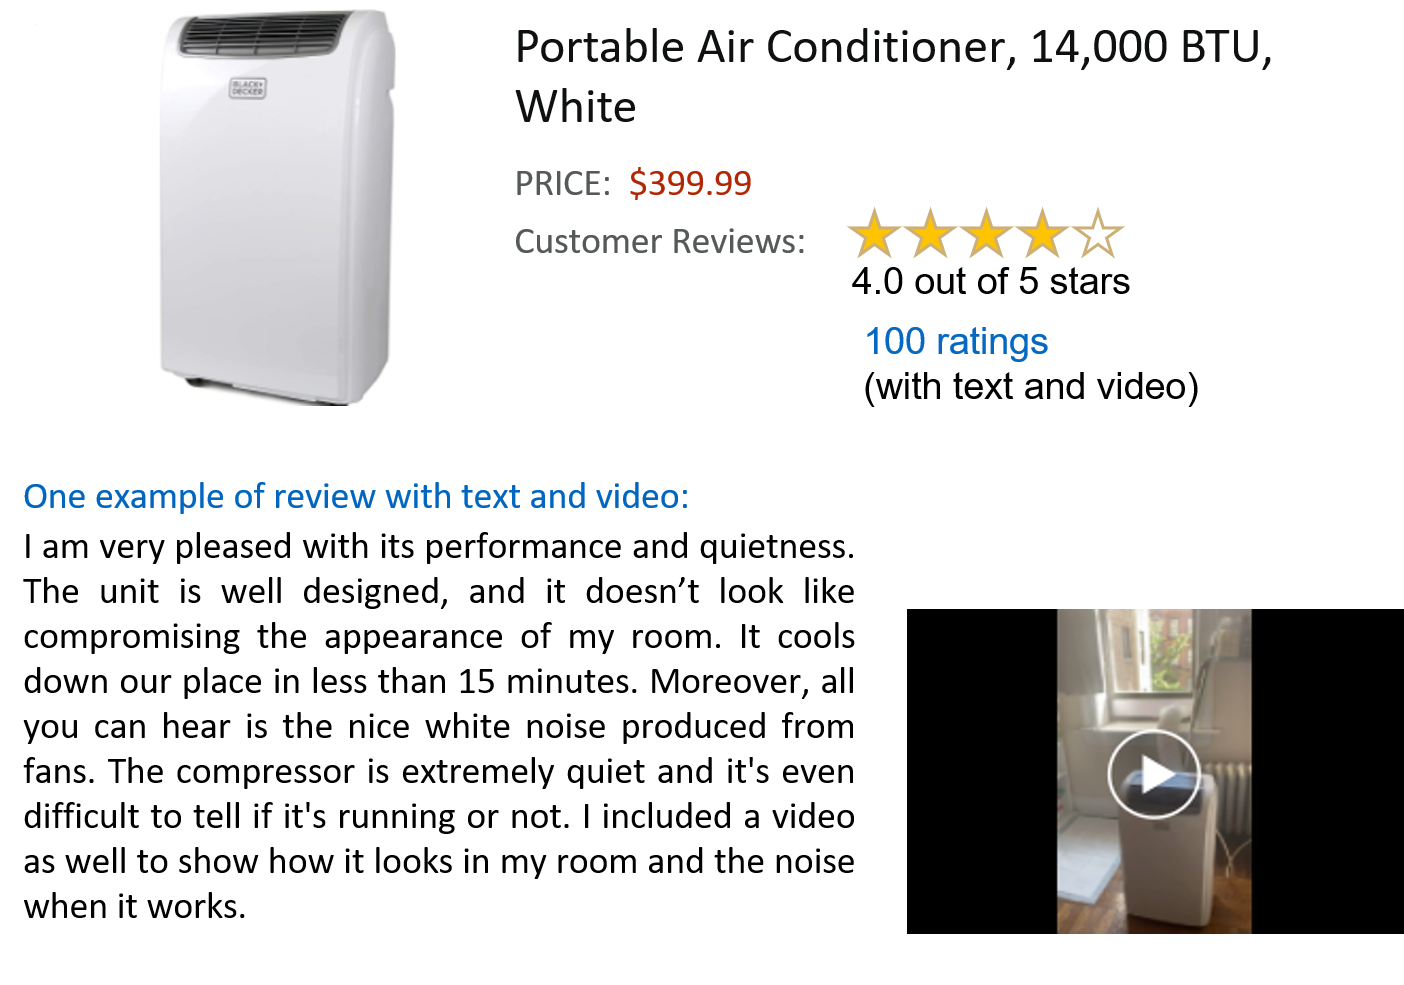 BLACK+
DECKER
Portable Air Conditioner, 14,000 BTU,
White
PRICE: $399.99
Customer Reviews:
4.0 out of 5 stars
100 ratings
(with text and video)
One example of review with text and video:
I am very pleased with its performance and quietness.
The unit is well designed, and it doesn’t look like
compromising the appearance of my room. It cools
down our place in less than 15 minutes. Moreover, all
you can hear is the nice white noise produced from
fans. The compressor is extremely quiet and it's even
difficult to tell if it's running or not. I included a video
as well to show how it looks in my room and the noise
when it works.